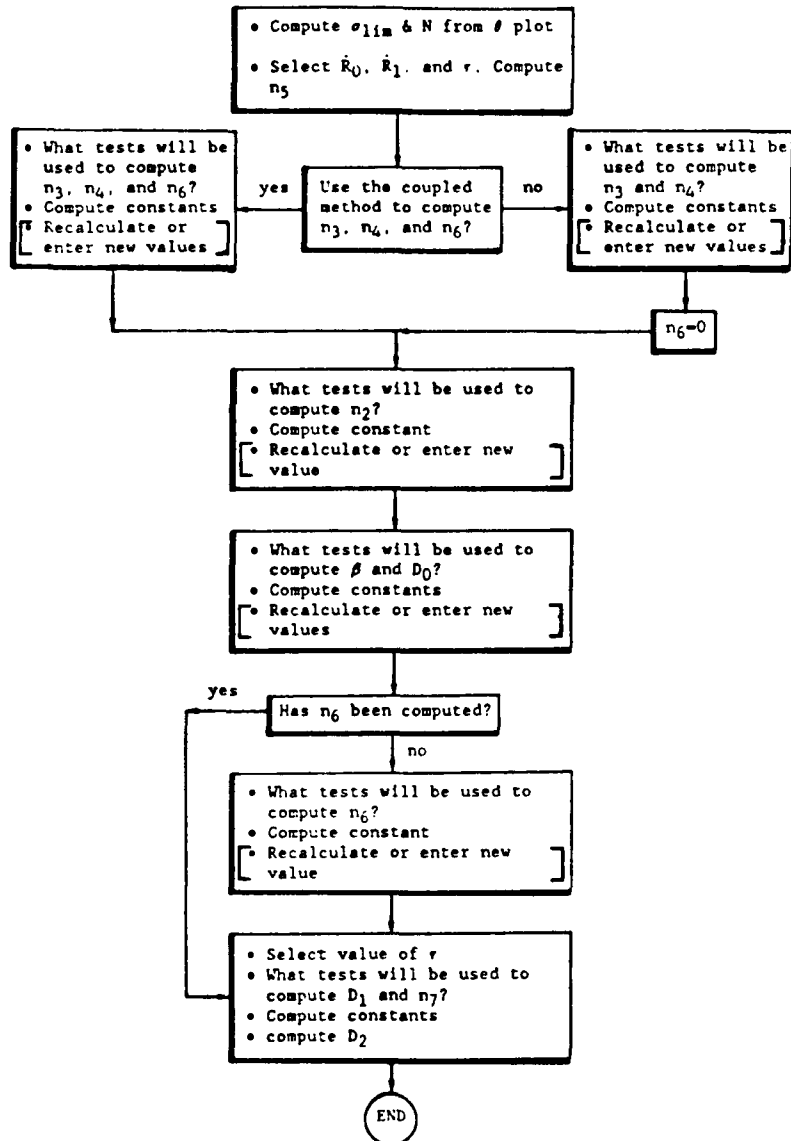 • Compute σlim & N from θ plot
• Select Ṙ0, Ṙ1. and τ. Compute
n5
• What tests will be
used to compute
n3, n4, and n6?
• Compute constants
• Recalculate or
enter new values
yes
Use the coupled
method to compute
n3, n4, and n6?
no
• What tests will be
used to compute
n3 and n4?
• Compute constants
• Recalculate or
enter new values
n6=0
• What tests will be used to
compute n2?
• Compute constant
• Recalculate or enter new
value
• What tests will be used to
compute β and D0?
• Compute constants
• Recalculate or enter new
values
yes
Has n6 been computed?
no
• What tests will be used to
compute n6?
• Compute constant
• Recalculate or enter new
value
• Select value of τ
• What tests will be used to
compute D1 and n7?
• Compute constants
• compute D2
END